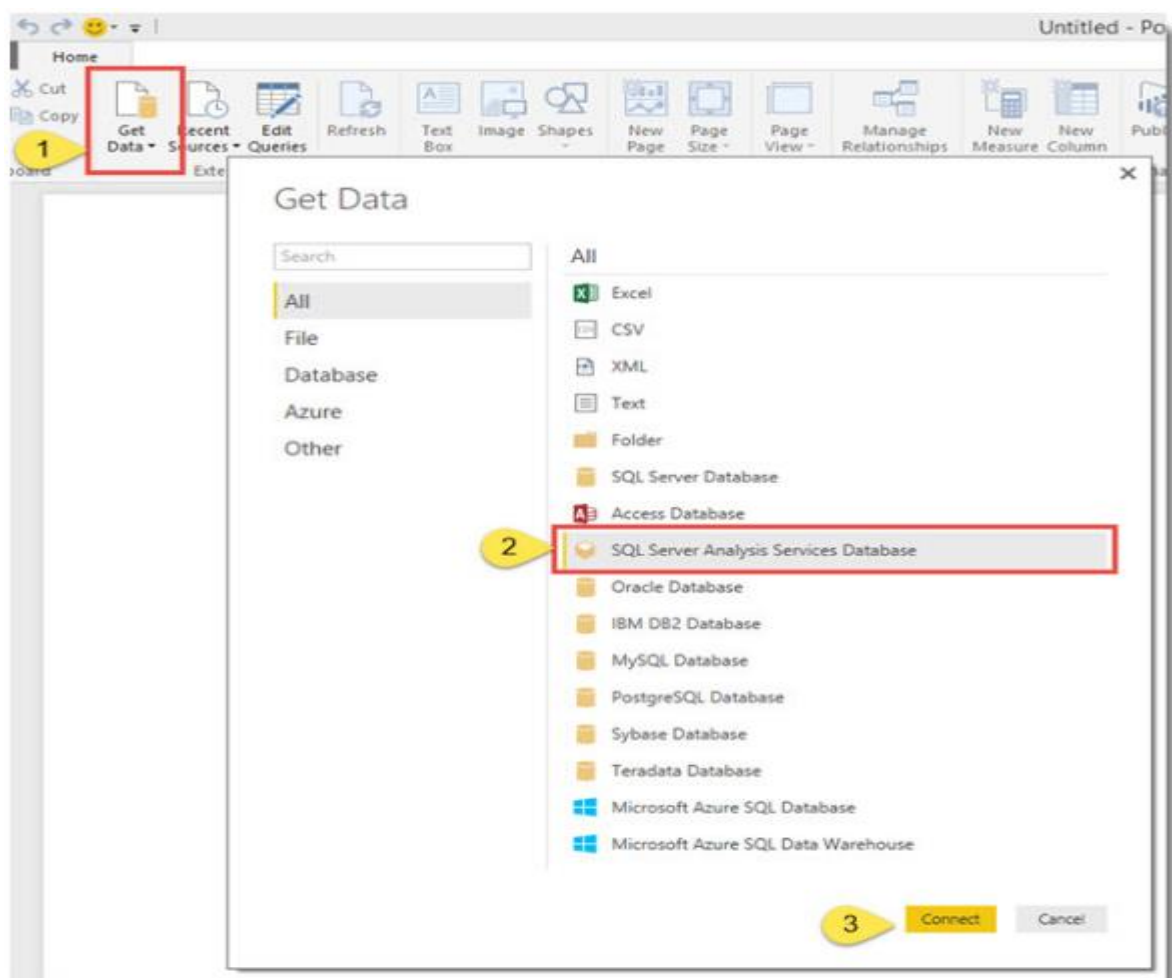 Untitled - Po
Home
Cut
Copy
Get Data
Recent Sources
Edit Queries
Refresh
Text Box
Image
Shapes
New Page
Page Size
Page View
Manage Relationships
New Measure
New Column
Publ
1
board
Exte
Get Data
Search
All
File
Database
Azure
Other
All
Excel
CSV
XML
Text
Folder
SQL Server Database
Access Database
2
SQL Server Analysis Services Database
Oracle Database
IBM DB2 Database
MySQL Database
PostgreSQL Database
Sybase Database
Teradata Database
Microsoft Azure SQL Database
Microsoft Azure SQL Data Warehouse
3
Connect
Cancel